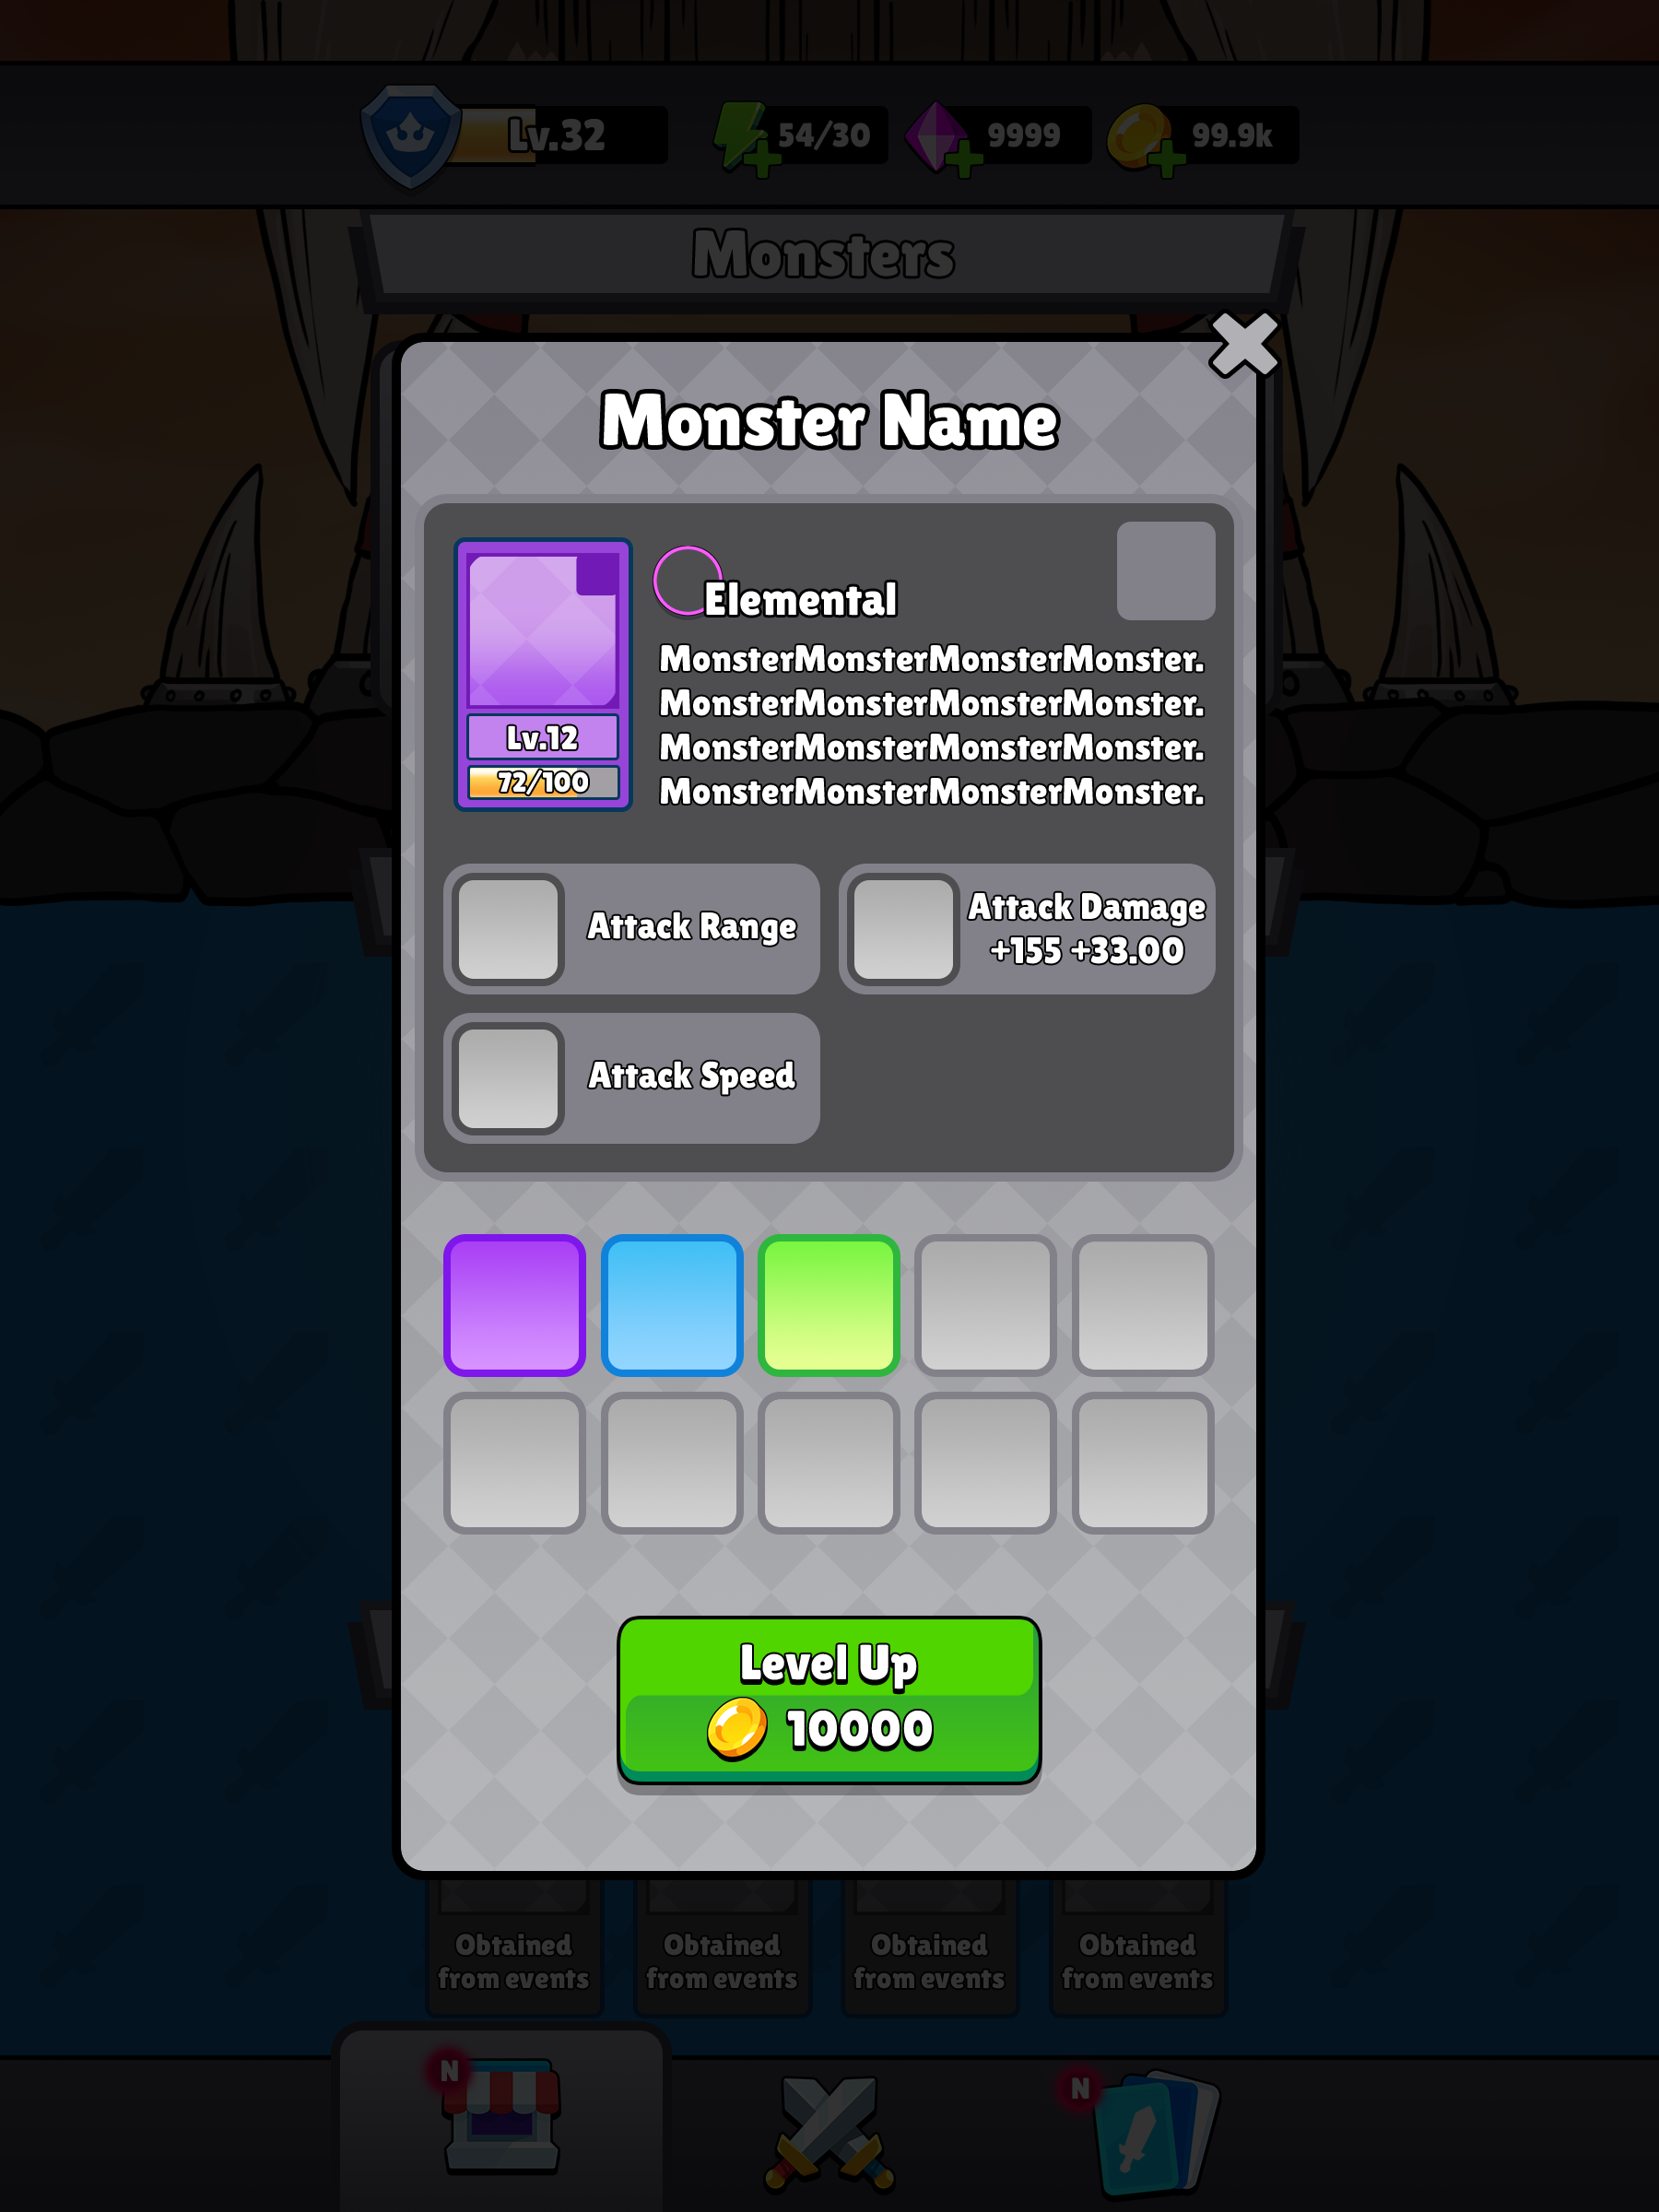 Lv.32
54/30
9999
99.9k
Monsters
Monster Name
Elemental
MonsterMonsterMonsterMonster.
MonsterMonsterMonsterMonster.
MonsterMonsterMonsterMonster.
MonsterMonsterMonsterMonster.
Lv.12
72/100
Attack Range
Attack Damage
+155 +33.00
Attack Speed
Level Up
10000
Obtained
from events
Obtained
from events
Obtained
from events
Obtained
from events
N
N